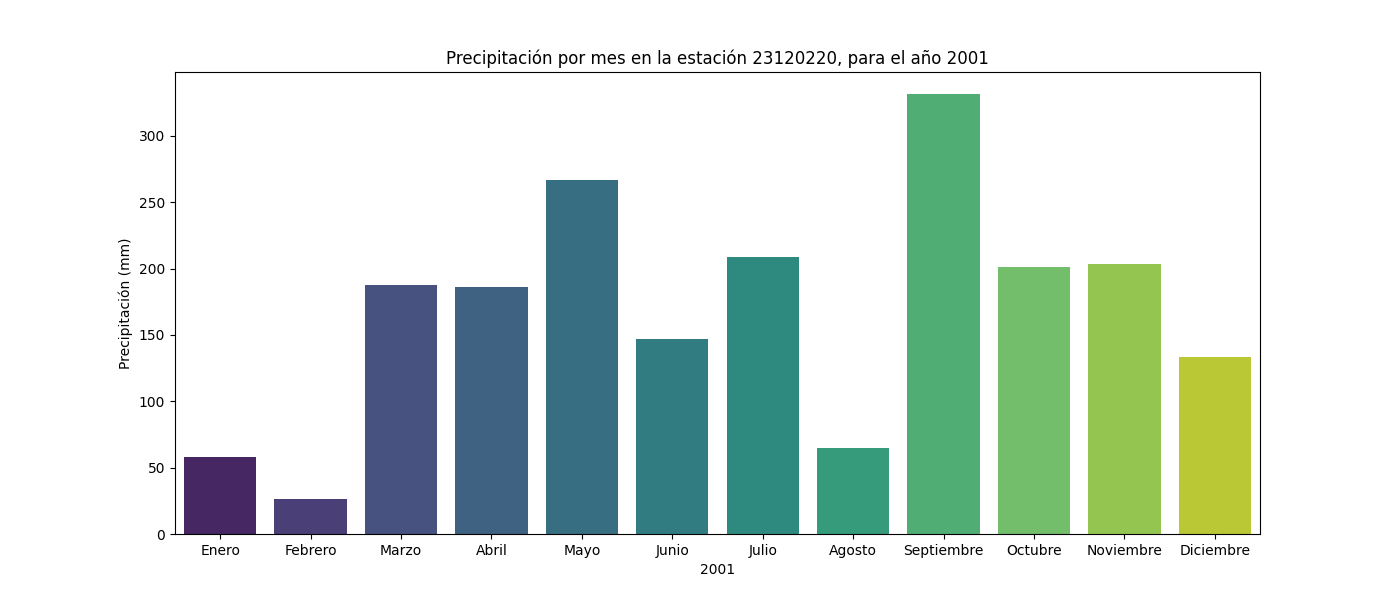 Precipitación por mes en la estación 23120220, para el año 2001
Precipitación (mm)
300
250
200
150
100
50
0
Enero Febrero Marzo Abril Mayo Junio Julio Agosto Septiembre Octubre Noviembre Diciembre
2001